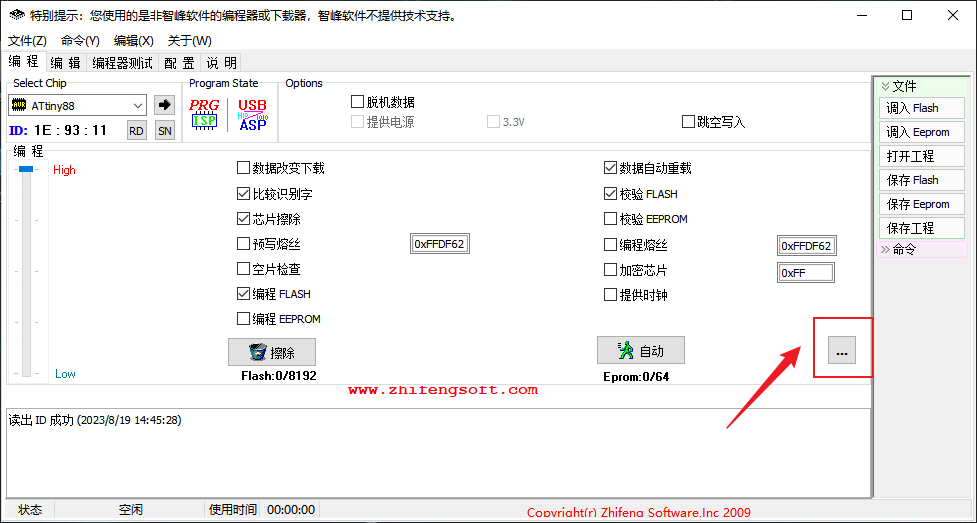 特别提示：您使用的是非智峰软件的编程器或下载器，智峰软件不提供技术支持。
文件(Z) 命令(Y) 编辑(X) 关于(W)
编 程 编 辑 编程器测试 配 置 说 明
Select Chip Program State Options
AVR ATtiny88
ID: 1E : 93 : 11 RD SN
PRG ISP USB ASP
脱机数据
提供电源 3.3V 跳空写入
编 程
High
Low
数据改变下载
比较识别字
芯片擦除
预写熔丝 0xFFDF62
空片检查
编程 FLASH
编程 EEPROM
擦除
Flash:0/8192
数据自动重载
校验 FLASH
校验 EEPROM
编程熔丝 0xFFDF62
加密芯片 0xFF
提供时钟
自动
Eprom:0/64
...
www.zhifengsoft.com
文件
调入 Flash
调入 Eeprom
打开工程
保存 Flash
保存 Eeprom
保存工程
命令
读出 ID 成功 (2023/8/19 14:45:28)
状态 空闲 使用时间 00:00:00 Copyright(r) Zhifeng Software.Inc 2009